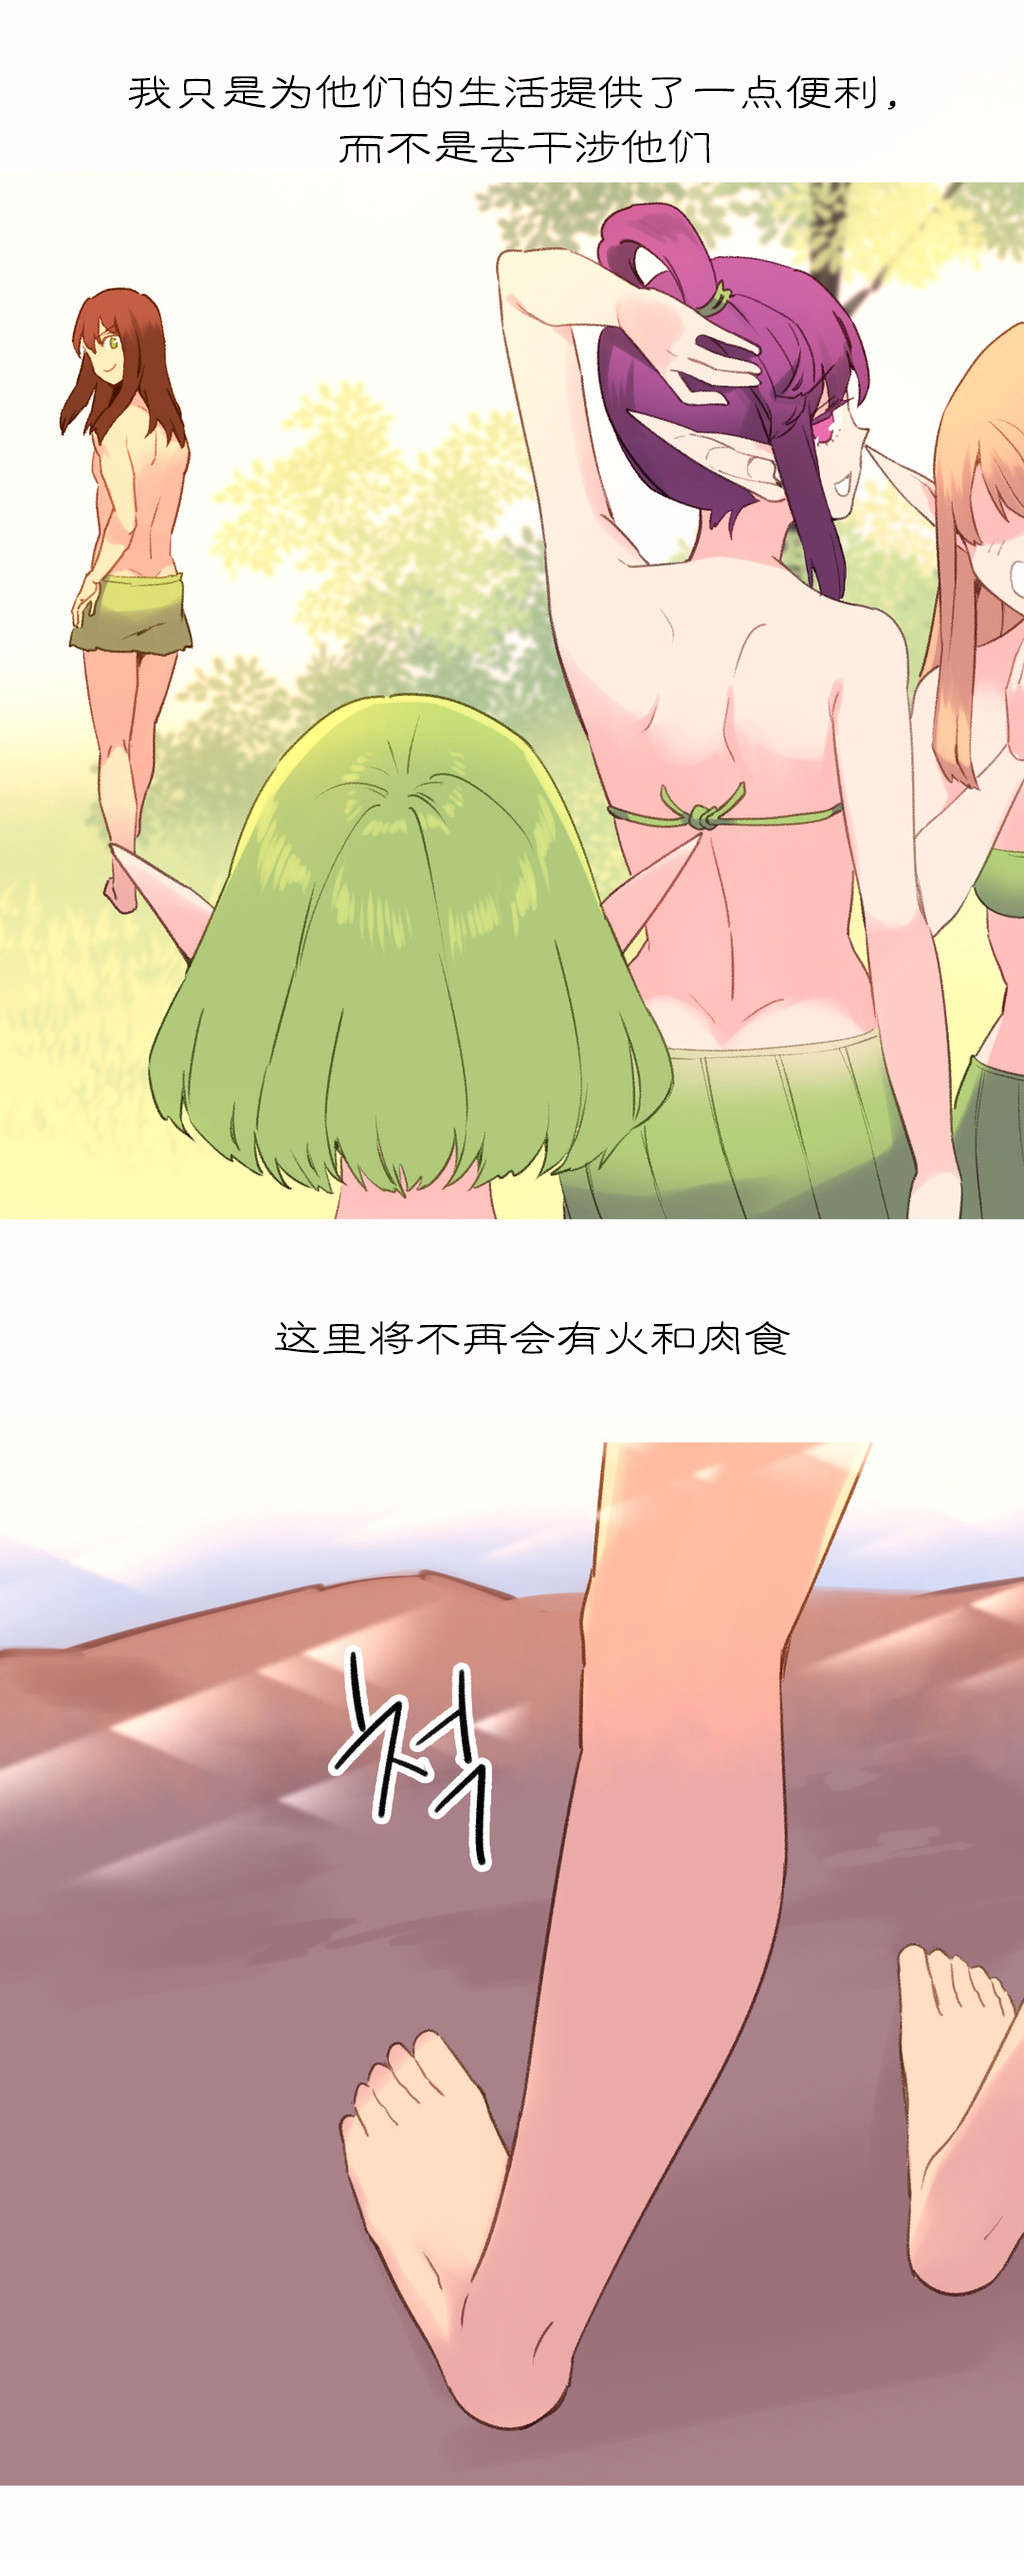 我只是为他们的生活提供了一点便利，
而不是去干涉他们
这里将不再会有火和肉食